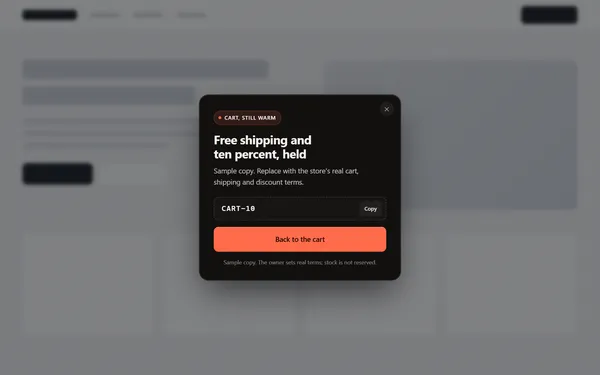 CART, STILL WARM
Free shipping and
ten percent, held
Sample copy. Replace with the store's real cart,
shipping and discount terms.
CART-10
Copy
Back to the cart
Sample copy. The owner sets real terms; stock is not reserved.